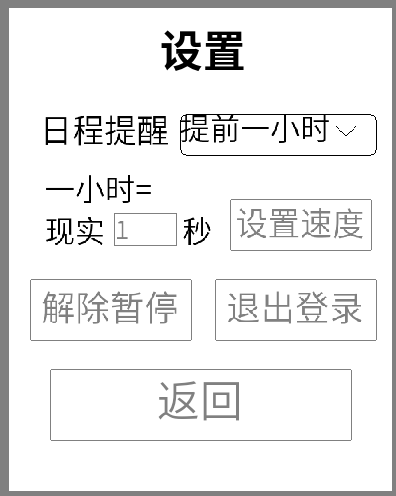 设置
日程提醒 提前一小时
一小时=
现实 1 秒 设置速度
解除暂停 退出登录
返回